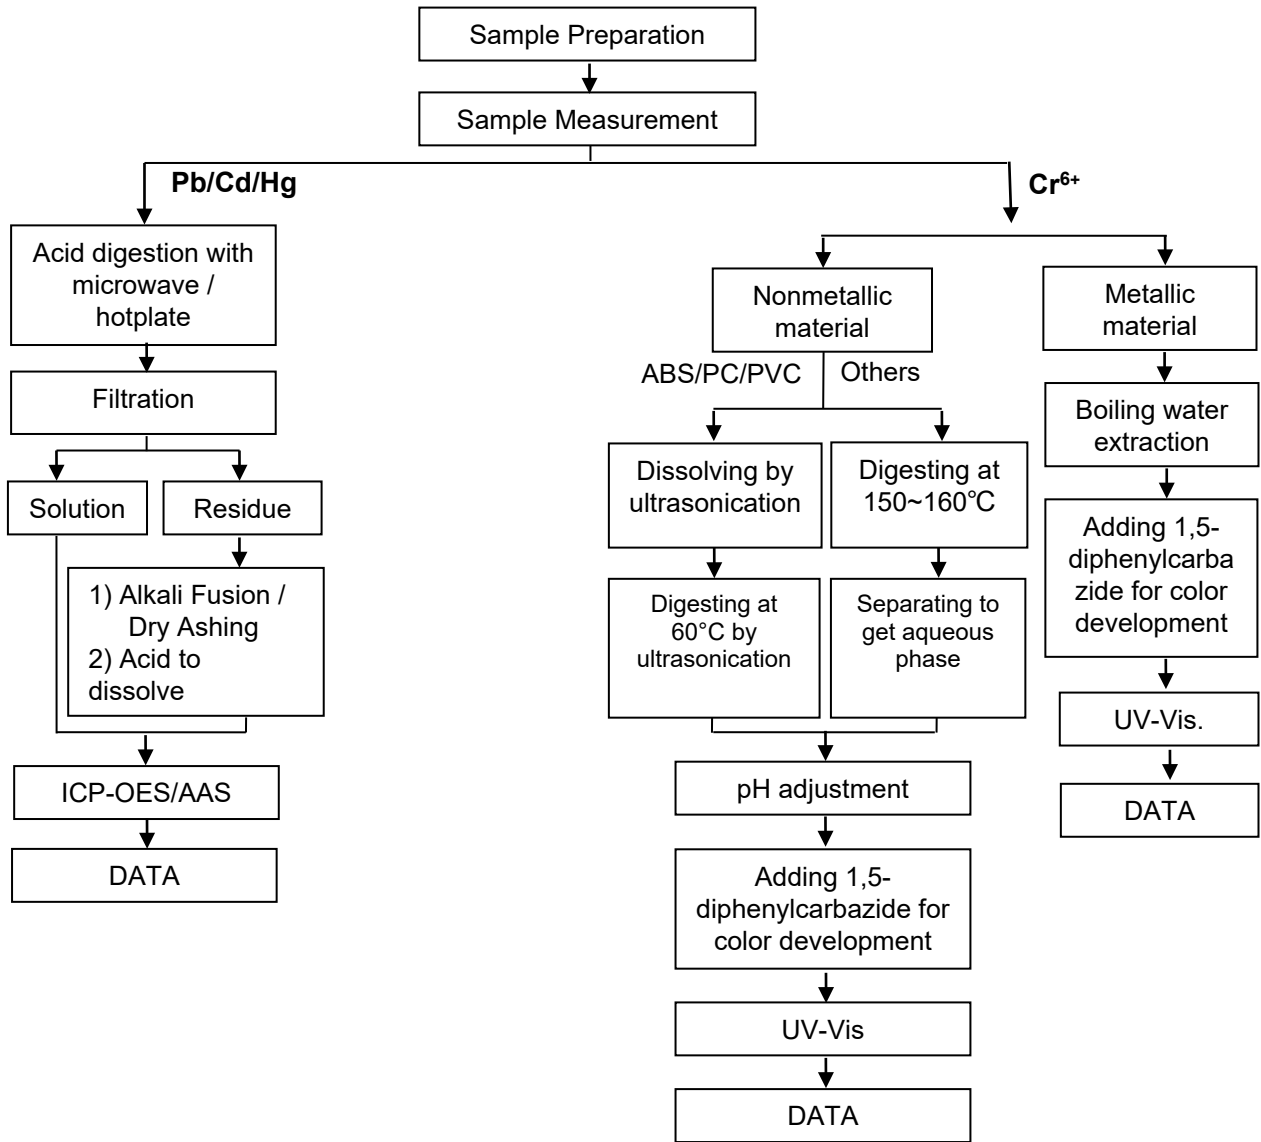 Sample Preparation
Sample Measurement
Pb/Cd/Hg
Acid digestion with
microwave /
hotplate
Filtration
Solution
Residue
1) Alkali Fusion /
Dry Ashing
2) Acid to
dissolve
ICP-OES/AAS
DATA
Cr⁶⁺
Nonmetallic
material
ABS/PC/PVC
Others
Dissolving by
ultrasonication
Digesting at
150~160℃
Digesting at
60°C by
ultrasonication
Separating to
get aqueous
phase
pH adjustment
Adding 1,5-
diphenylcarbazide for
color development
UV-Vis
DATA
Metallic
material
Boiling water
extraction
Adding 1,5-
diphenylcarba
zide for color
development
UV-Vis.
DATA